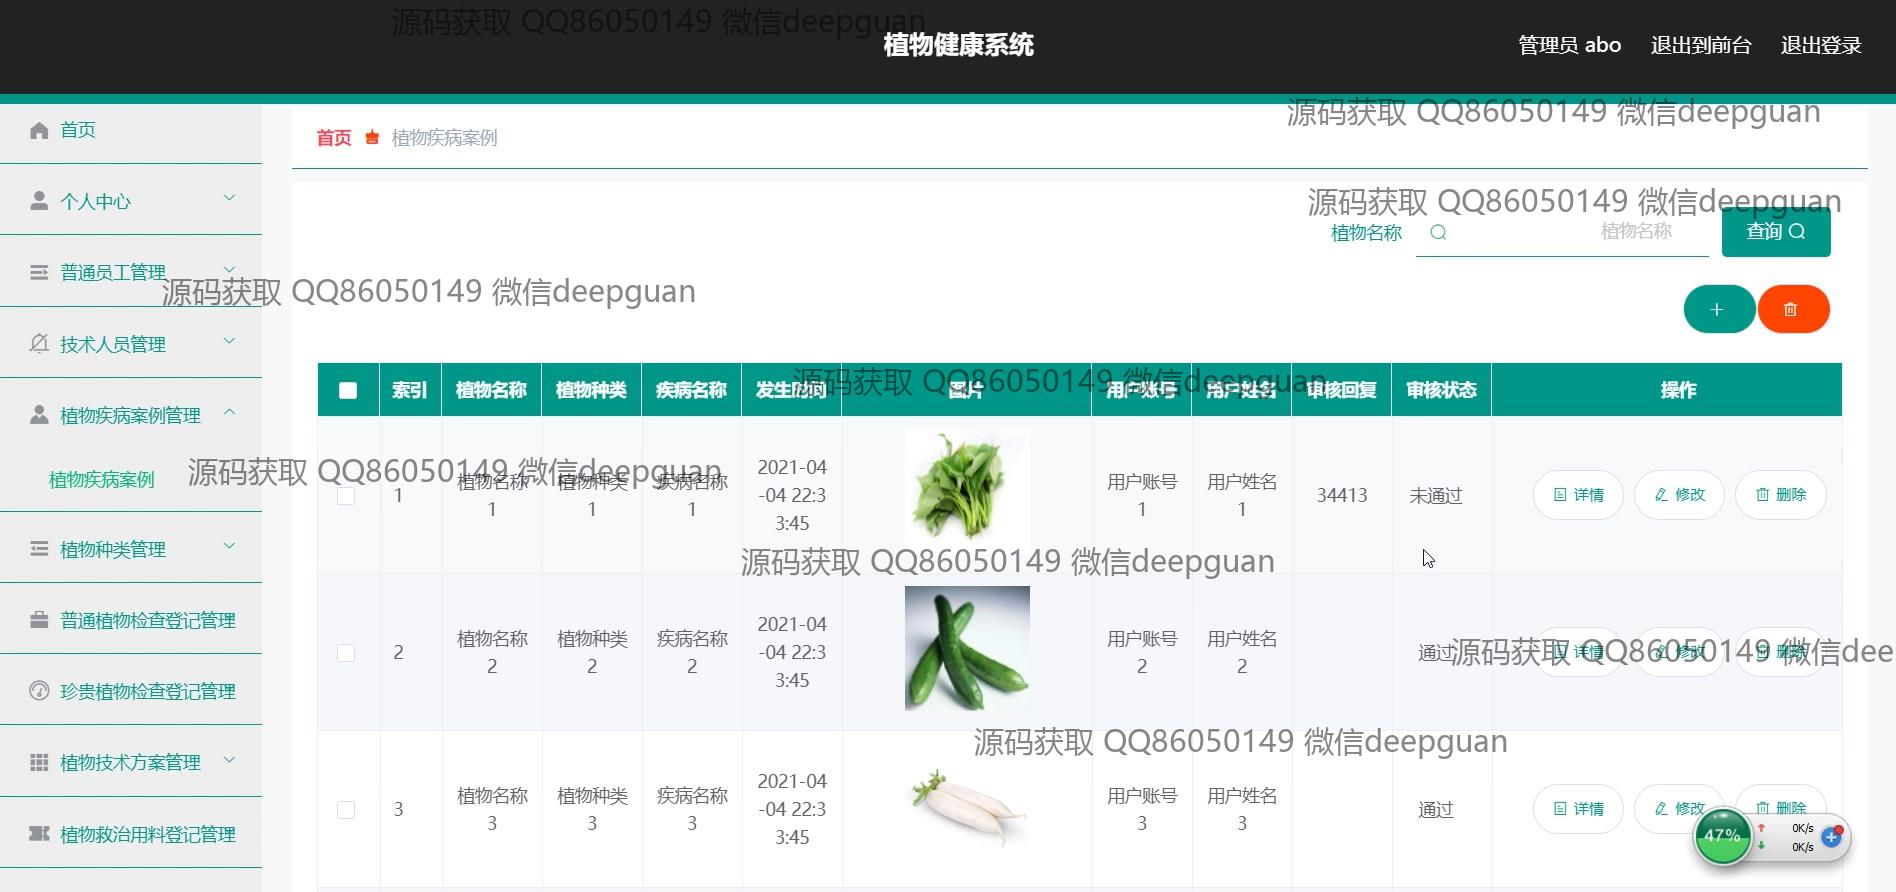 源码获取 QQ86050149 微信deepguan
植物健康系统
管理员 abo 退出到前台 退出登录
首页
个人中心
普通员工管理
技术人员管理
植物疾病案例管理
植物疾病案例
植物种类管理
普通植物检查登记管理
珍贵植物检查登记管理
植物技术方案管理
植物救治用料登记管理
首页 植物疾病案例
源码获取 QQ86050149 微信deepguan
源码获取 QQ86050149 微信deepguan
植物名称 植物名称 查询
源码获取 QQ86050149 微信deepguan
源码获取 QQ86050149 微信deepguan
索引 植物名称 植物种类 疾病名称 发生时间 图片 用户账号 用户姓名 审核回复 审核状态 操作
源码获取 QQ86050149 微信deepguan
1 植物名称1 植物种类1 疾病名称1 2021-04-04 22:33:45 用户账号1 用户姓名1 34413 未通过 详情 修改 删除
源码获取 QQ86050149 微信deepguan
2 植物名称2 植物种类2 疾病名称2 2021-04-04 22:33:45 用户账号2 用户姓名2 通过 详情 修改 删除
源码获取 QQ86050149 微信dee
源码获取 QQ86050149 微信deepguan
3 植物名称3 植物种类3 疾病名称3 2021-04-04 22:33:45 用户账号3 用户姓名3 通过 详情 修改 删除
47% 0K/s
0K/s